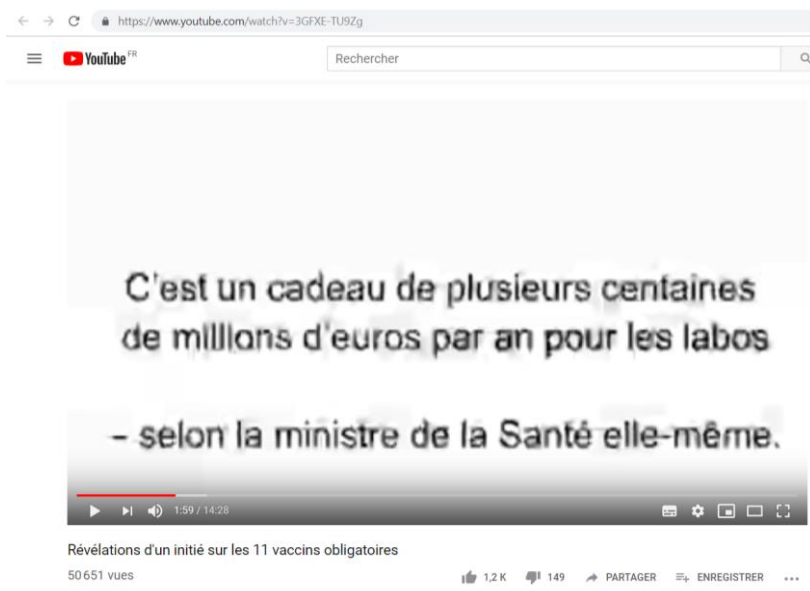 https://www.youtube.com/watch?v=3GFXE-TU9Zg
YouTube FR
Rechercher
C'est un cadeau de plusieurs centaines
de millions d'euros par an pour les labos
– selon la ministre de la Santé elle-même.
1:59 / 14:28
Révélations d'un initié sur les 11 vaccins obligatoires
50 651 vues
1,2 K 149 PARTAGER ENREGISTRER